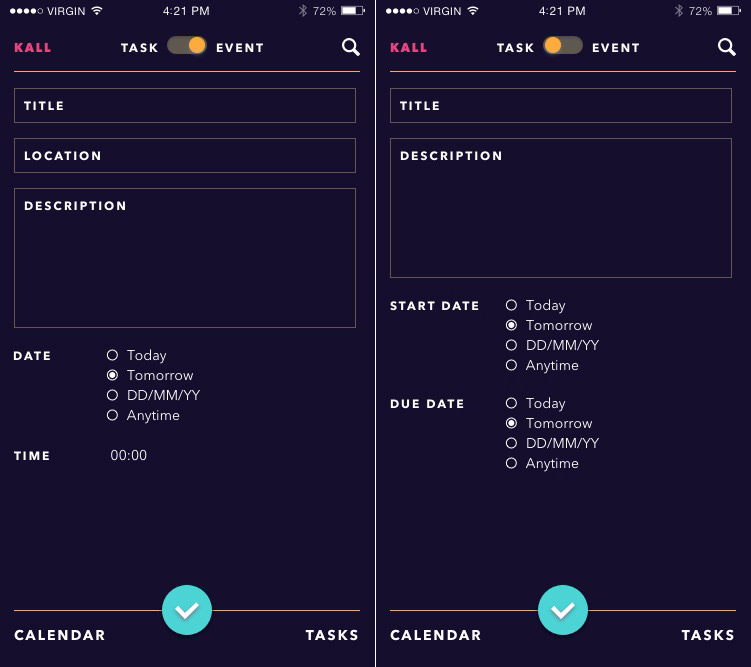 VIRGIN 4:21 PM 72%
KALL TASK EVENT
TITLE
LOCATION
DESCRIPTION
DATE Today
Tomorrow
DD/MM/YY
Anytime
TIME 00:00
CALENDAR TASKS
VIRGIN 4:21 PM 72%
KALL TASK EVENT
TITLE
DESCRIPTION
START DATE Today
Tomorrow
DD/MM/YY
Anytime
DUE DATE Today
Tomorrow
DD/MM/YY
Anytime
CALENDAR TASKS